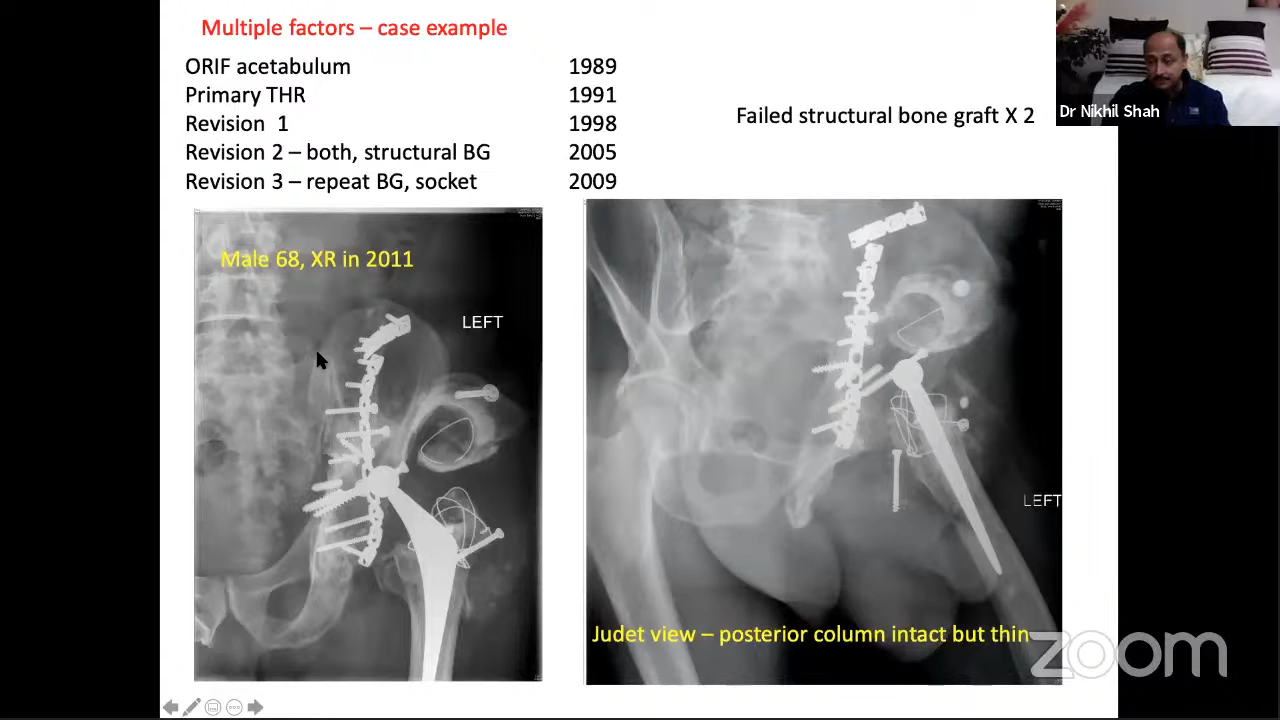 Multiple factors – case example
ORIF acetabulum 1989
Primary THR 1991
Revision 1 1998
Revision 2 – both, structural BG 2005
Revision 3 – repeat BG, socket 2009
Failed structural bone graft X 2
Dr Nikhil Shah
Male 68, XR in 2011
LEFT
LEFT
Judet view – posterior column intact but thin
zoom